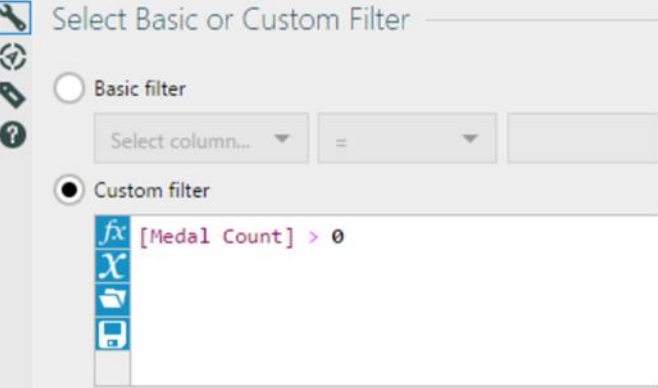 Select Basic or Custom Filter
Basic filter
Select column... =
Custom filter
fx [Medal Count] > 0
X